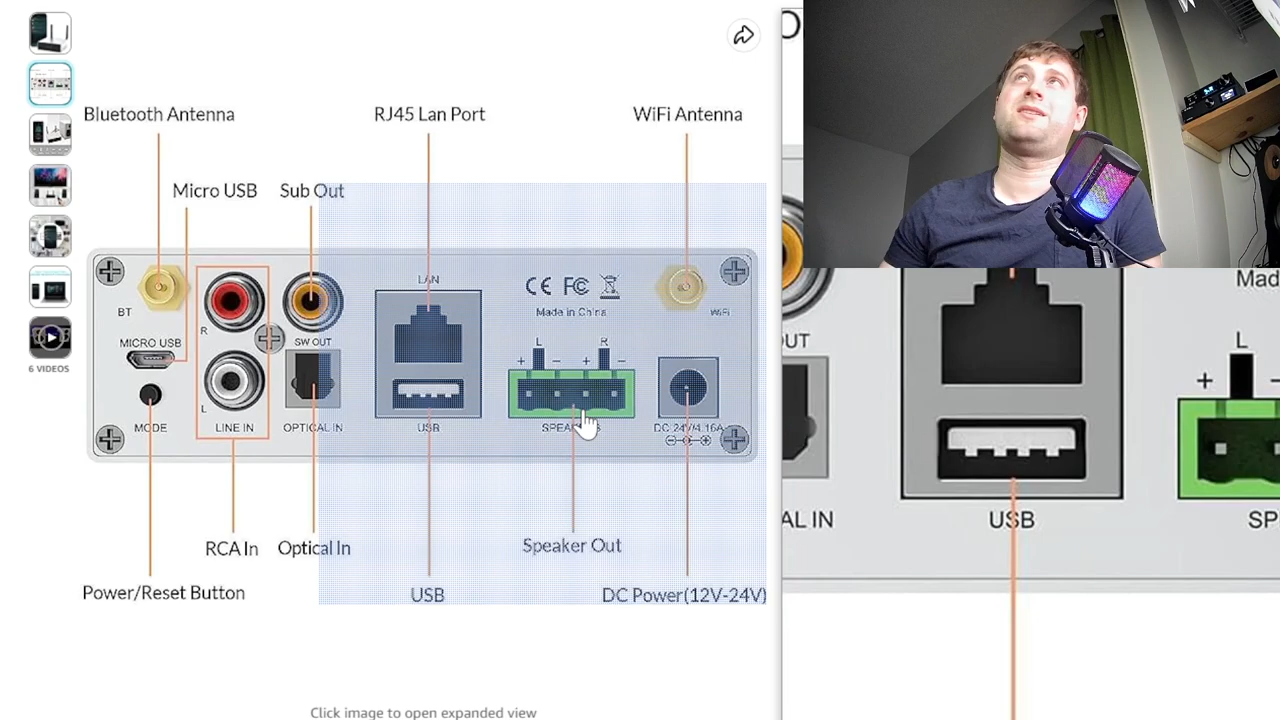 Bluetooth Antenna
RJ45 Lan Port
WiFi Antenna
Micro USB
Sub Out
LAN
CE FC
BT
R
Made in China
WiFi
MICRO USB
SW OUT
L
R
+ - + -
L
MODE
LINE IN
OPTICAL IN
USB
DC 24V/4.16A
RCA In
Optical In
Speaker Out
Power/Reset Button
USB
DC Power(12V-24V)
6 VIDEOS
Click image to open expanded view
O
Mad
UT
L
+
AL IN
USB
SP